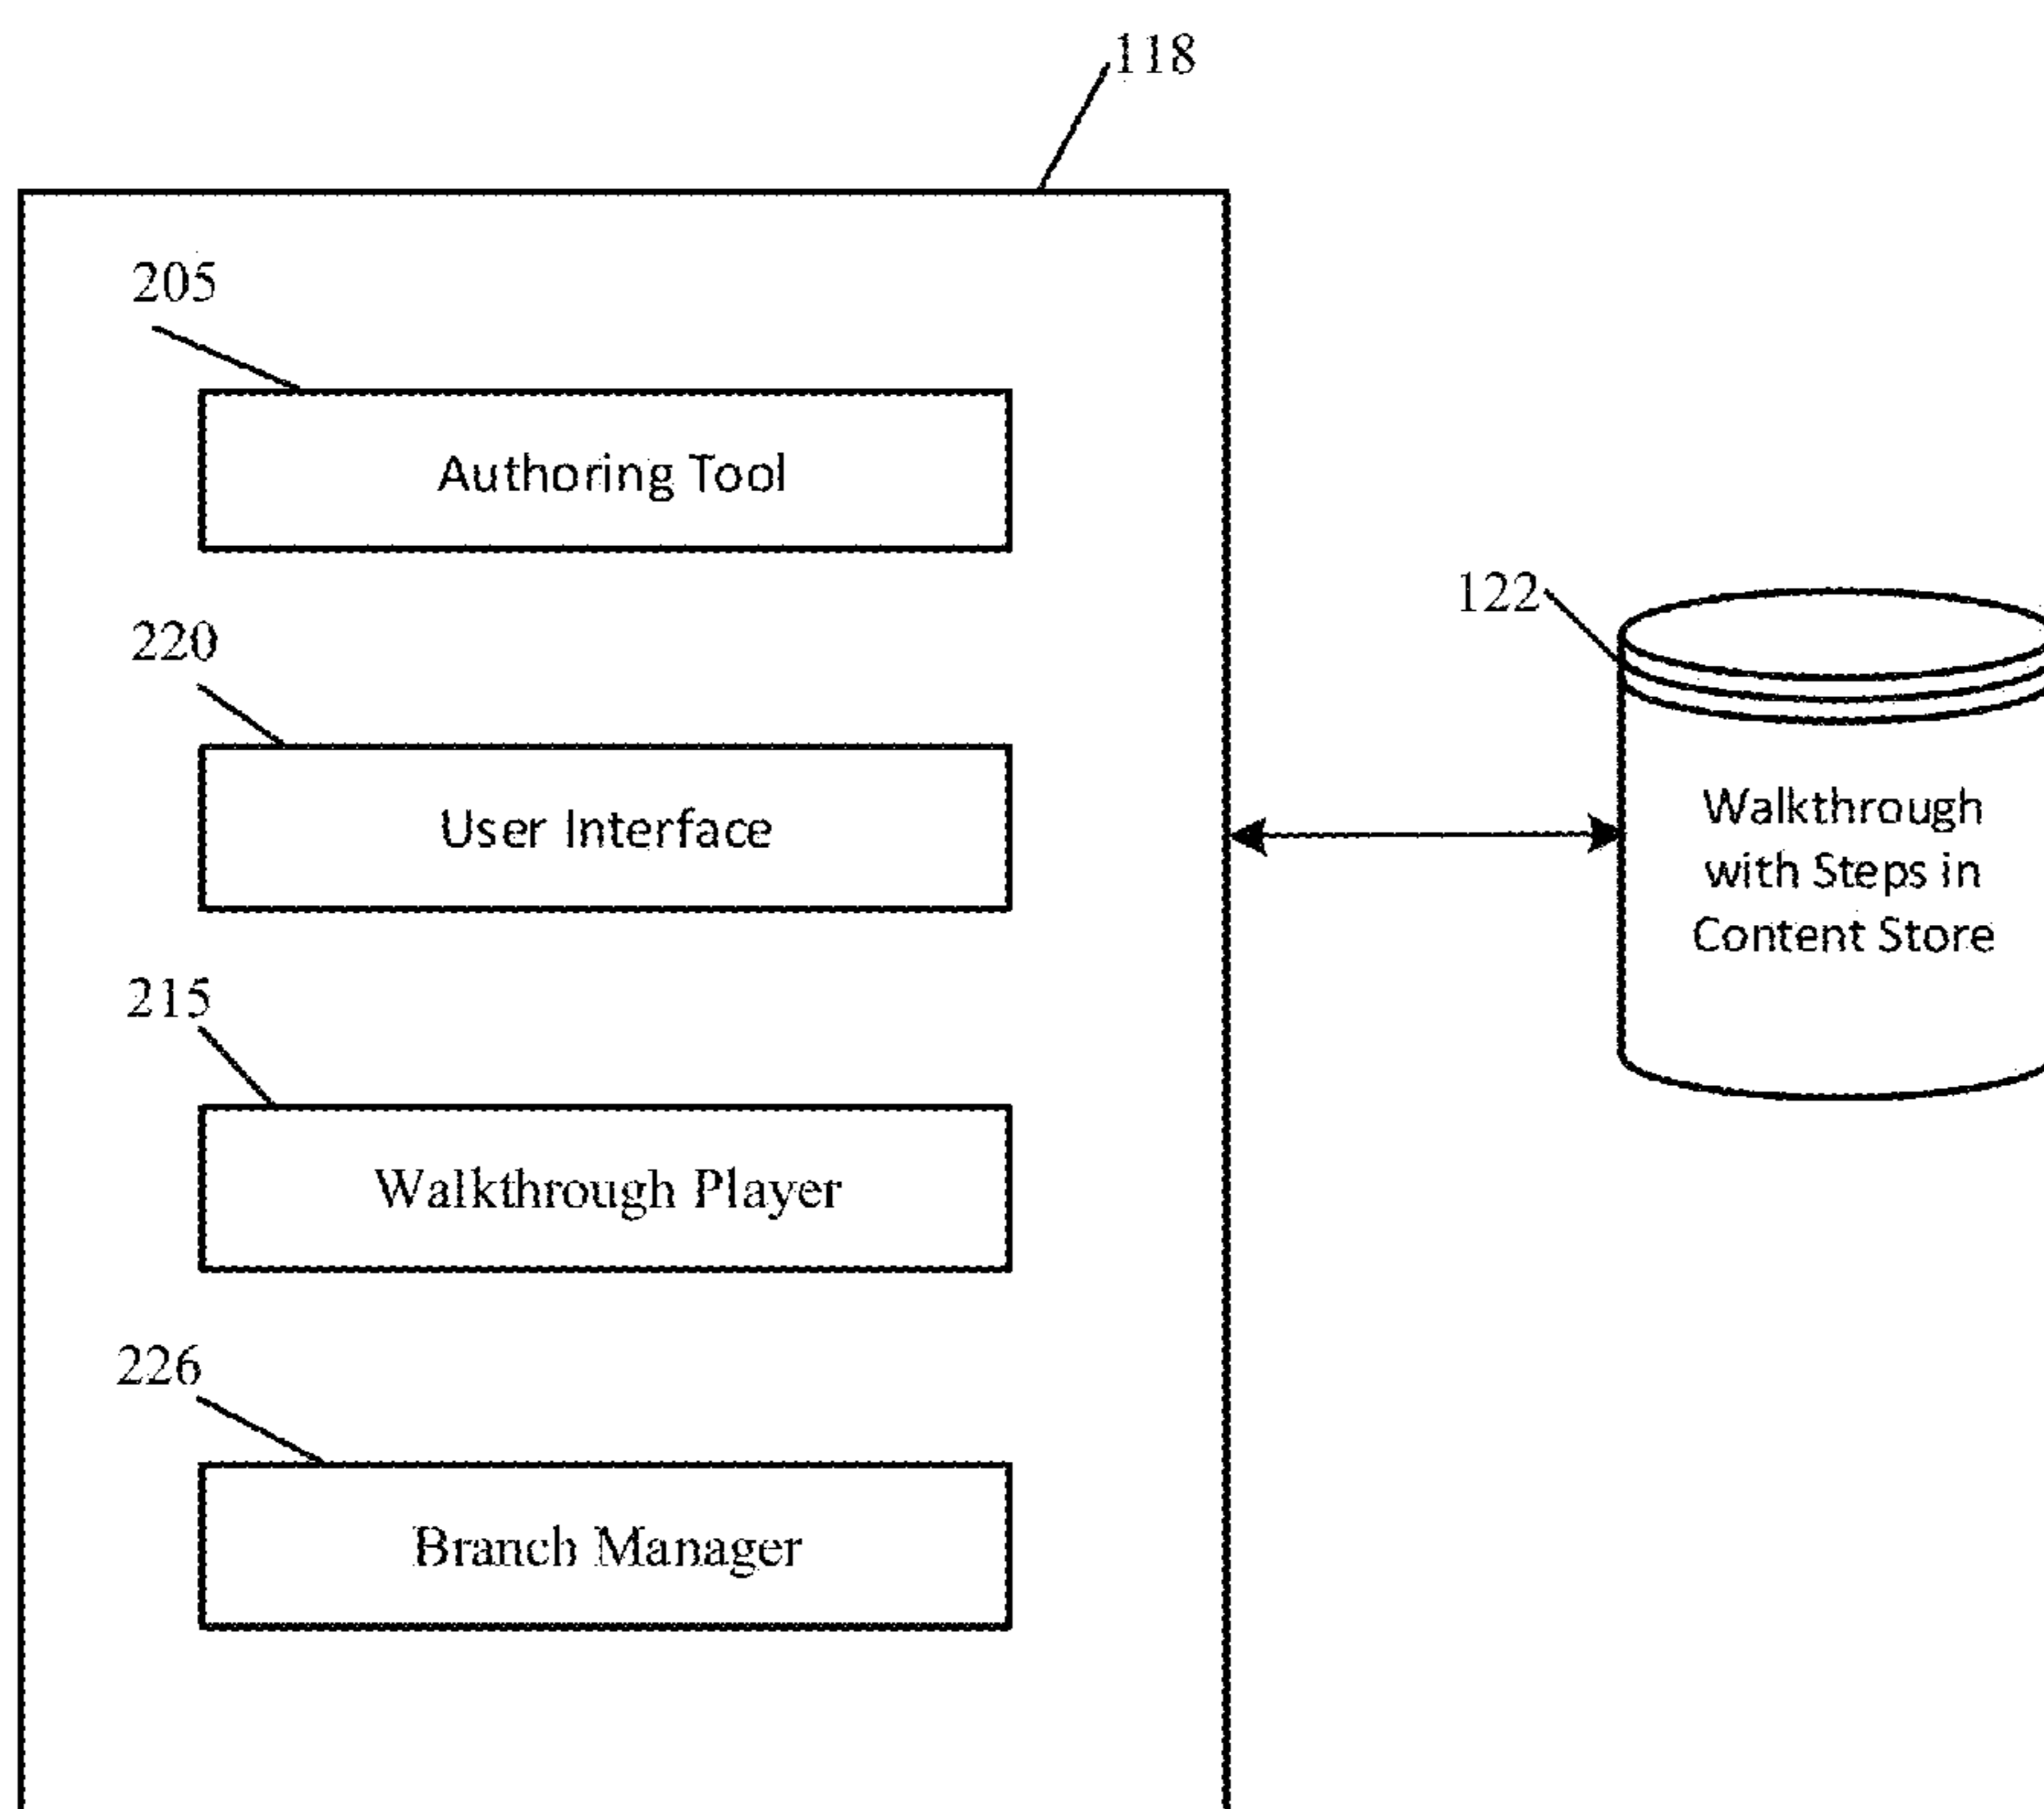 118
205
Authoring Tool
220
User Interface
215
Walkthrough Player
226
Branch Manager
122
Walkthrough
with Steps in
Content Store